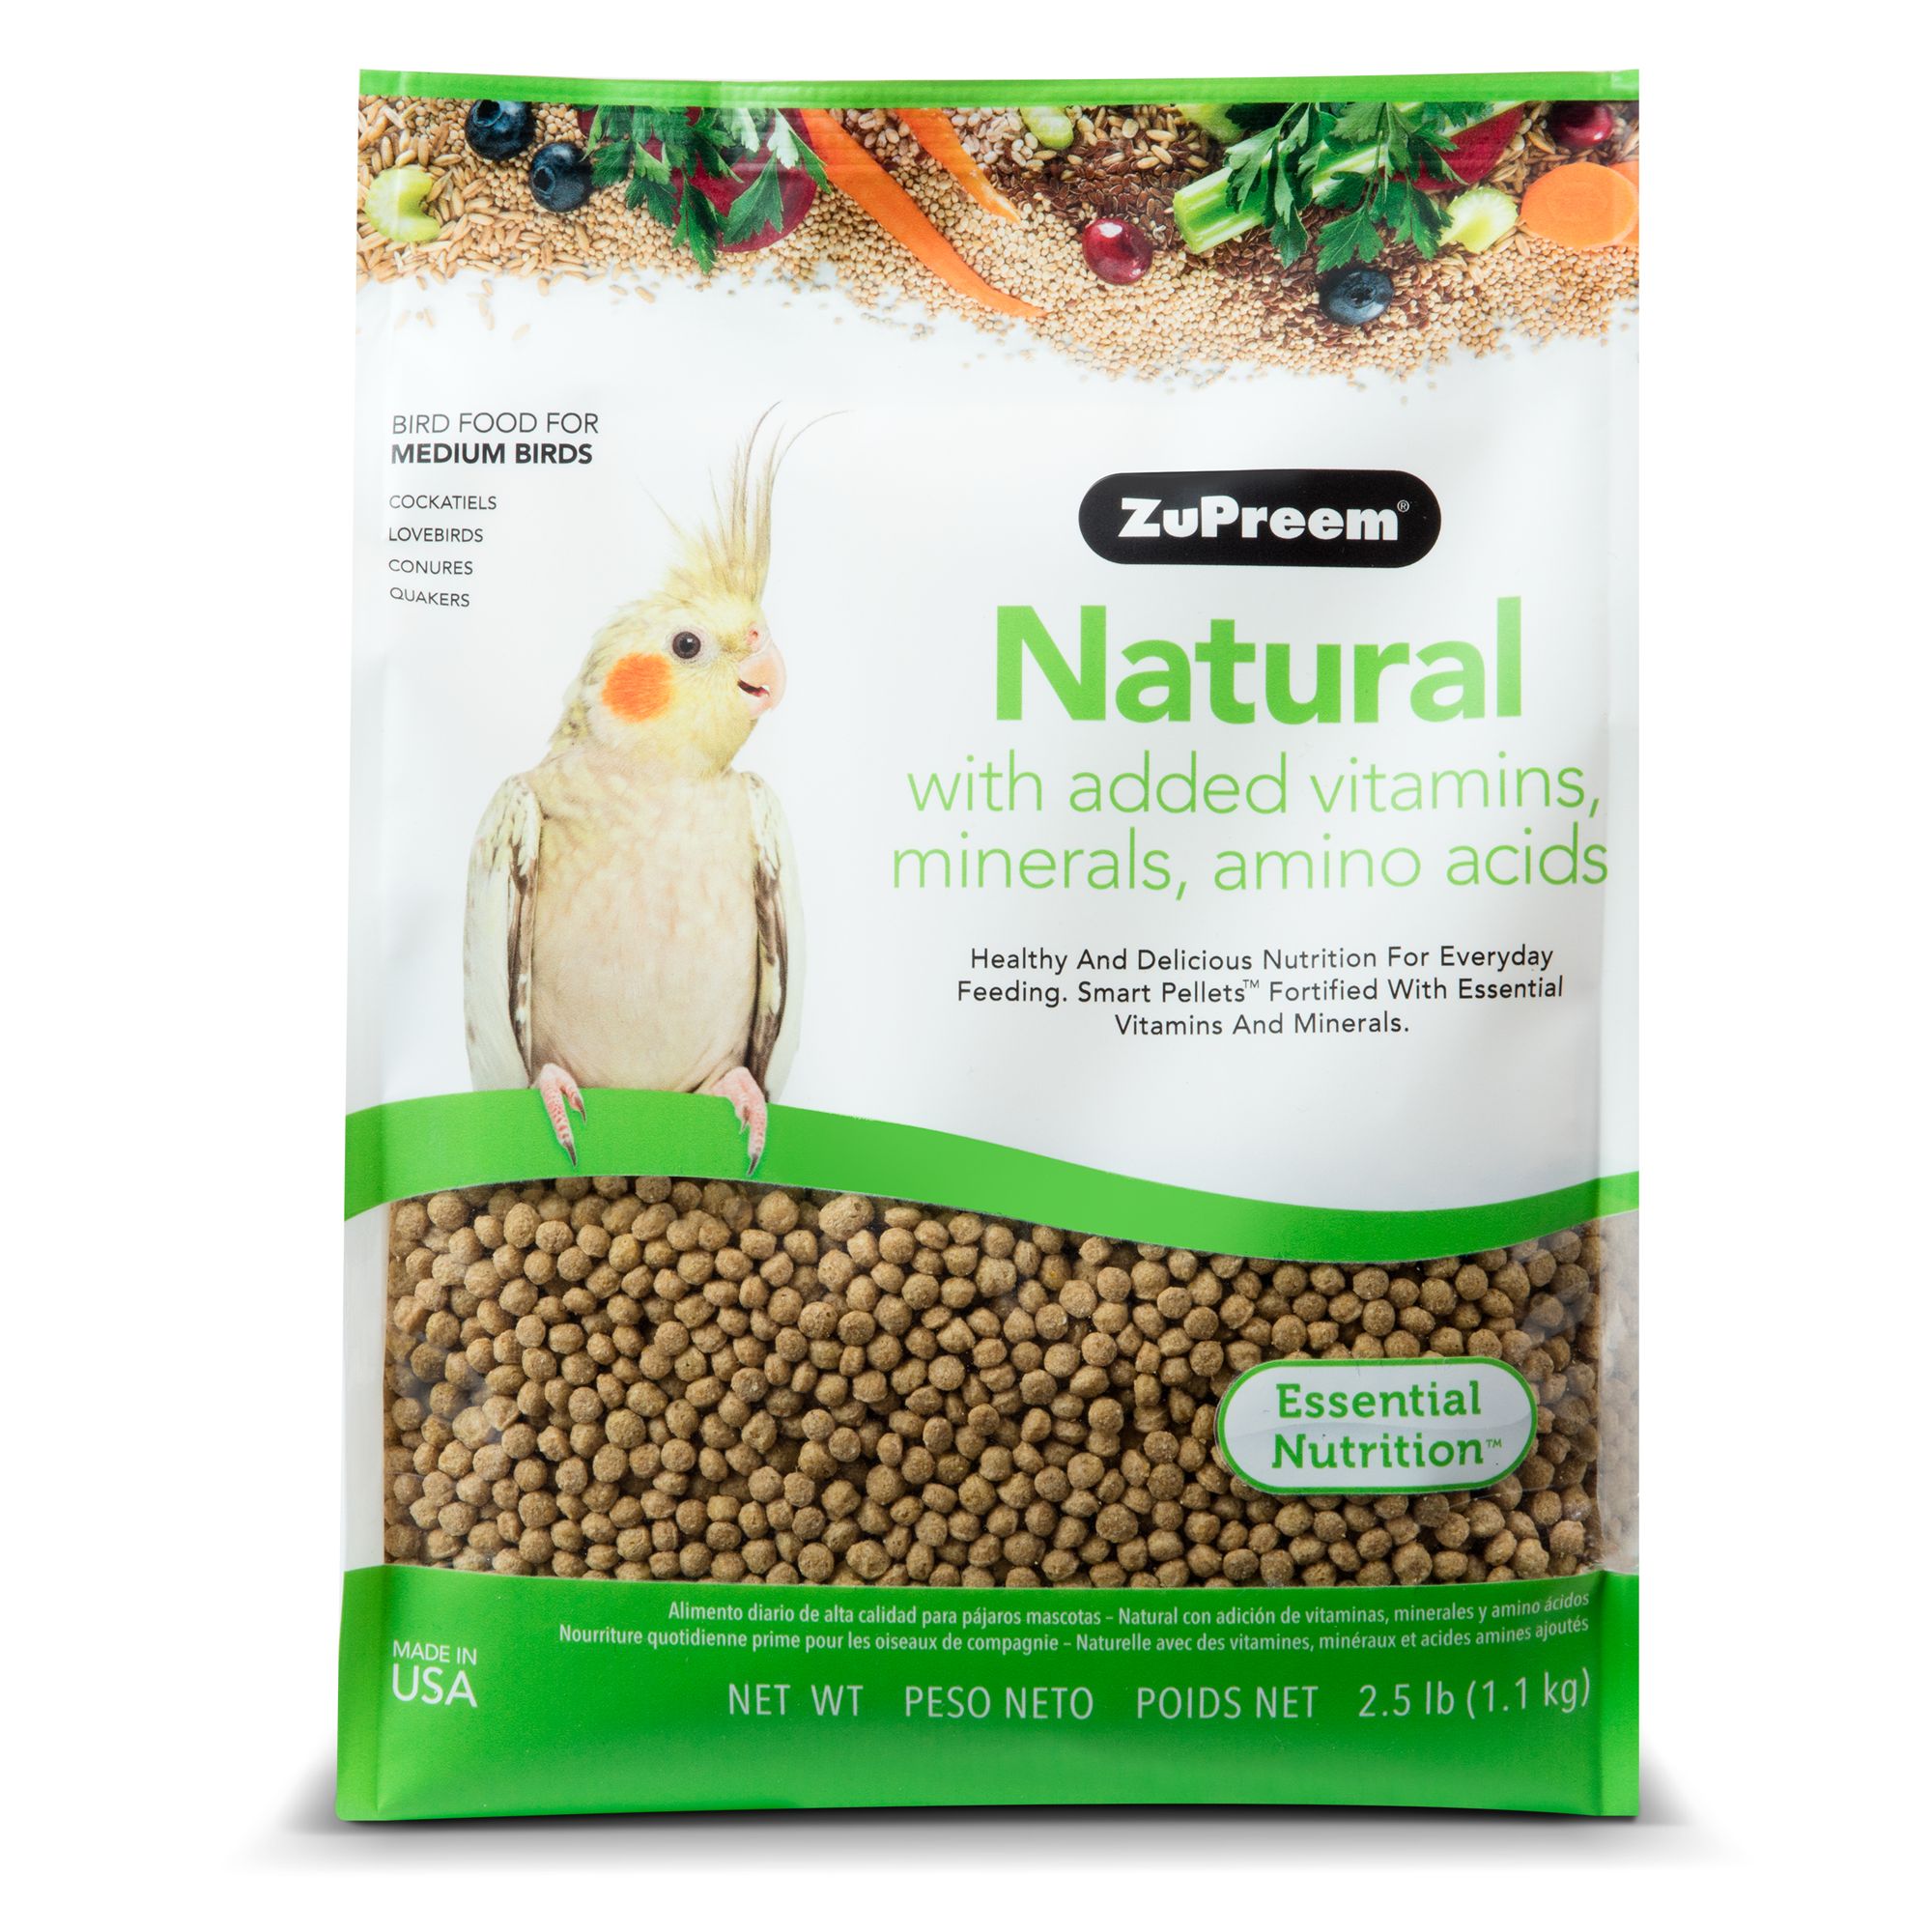 BIRD FOOD FOR
MEDIUM BIRDS
COCKATIELS
LOVEBIRDS
CONURES
QUAKERS
ZuPreem®
Natural
with added vitamins,
minerals, amino acids
Healthy And Delicious Nutrition For Everyday
Feeding. Smart Pellets™ Fortified With Essential
Vitamins And Minerals.
Essential
Nutrition™
Alimento diario de alta calidad para pájaros mascotas – Natural con adición de vitaminas, minerales y amino ácidos
Nourriture quotidienne prime pour les oiseaux de compagnie – Naturelle avec des vitamines, minéraux et acides amines ajoutés
MADE IN
USA
NET WT PESO NETO POIDS NET 2.5 lb (1.1 kg)